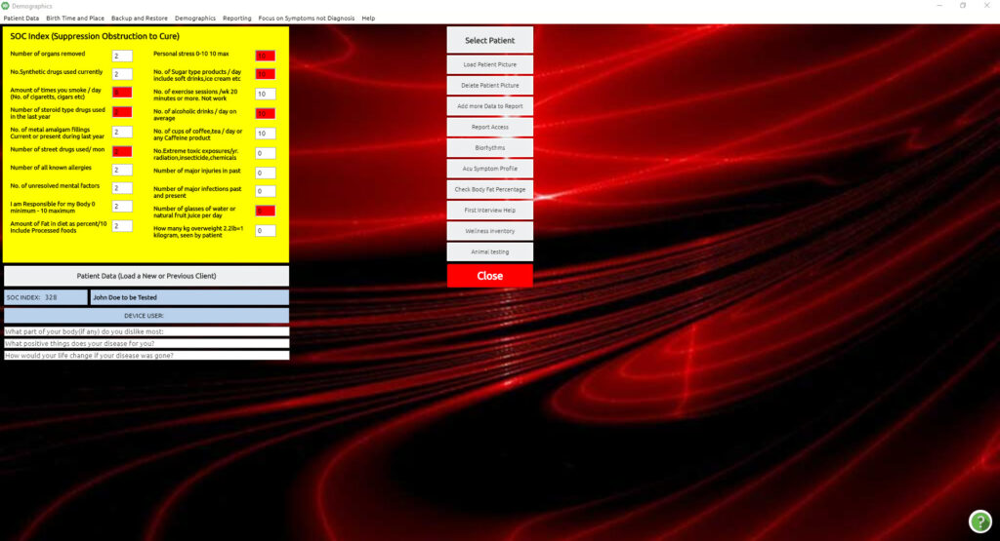 Demographics
Patient Data Birth Time and Place Backup and Restore Demographics Reporting Focus on Symptoms not Diagnosis Help
SOC Index (Suppression Obstruction to Cure)
Number of organs removed 2
No.Synthetic drugs used currently 2
Amount of times you smoke / day
(No. of cigaretts, cigars etc)
Number of steroid type drugs used
in the last year
No. of metal amalgam fillings
Current or present during last year 2
Number of street drugs used/ mon
Number of all known allergies 2
No. of unresolved mental factors 2
I am Responsible for my Body 0
minimum - 10 maximum 2
Amount of Fat in diet as percent/10
Include Processed foods 2
Personal stress 0-10 10 max 10
No. of Sugar type products / day
include soft drinks,ice cream etc 10
No. of exercise sessions /wk 20
minutes or more. Not work 10
No. of alcoholic drinks / day on
average 10
No. of cups of coffee,tea / day or
any Caffeine product 10
No.Extreme toxic exposures/yr.
radiation,insecticide,chemicals 0
Number of major injuries in past 0
Number of major infections past
and present 0
Number of glasses of water or
natural fruit juice per day
How many kg overweight 2.2lb=1
kilogram, seen by patient 0
Patient Data (Load a New or Previous Client)
SOC INDEX: 328 John Doe to be Tested
DEVICE USER:
What part of your body(if any) do you dislike most:
What positive things does your disease for you?
How would your life change if your disease was gone?
Select Patient
Load Patient Picture
Delete Patient Picture
Add more Data to Report
Report Access
Biorhythms
Acu Symptom Profile
Check Body Fat Percentage
First Interview Help
Wellness inventory
Animal testing
Close
?